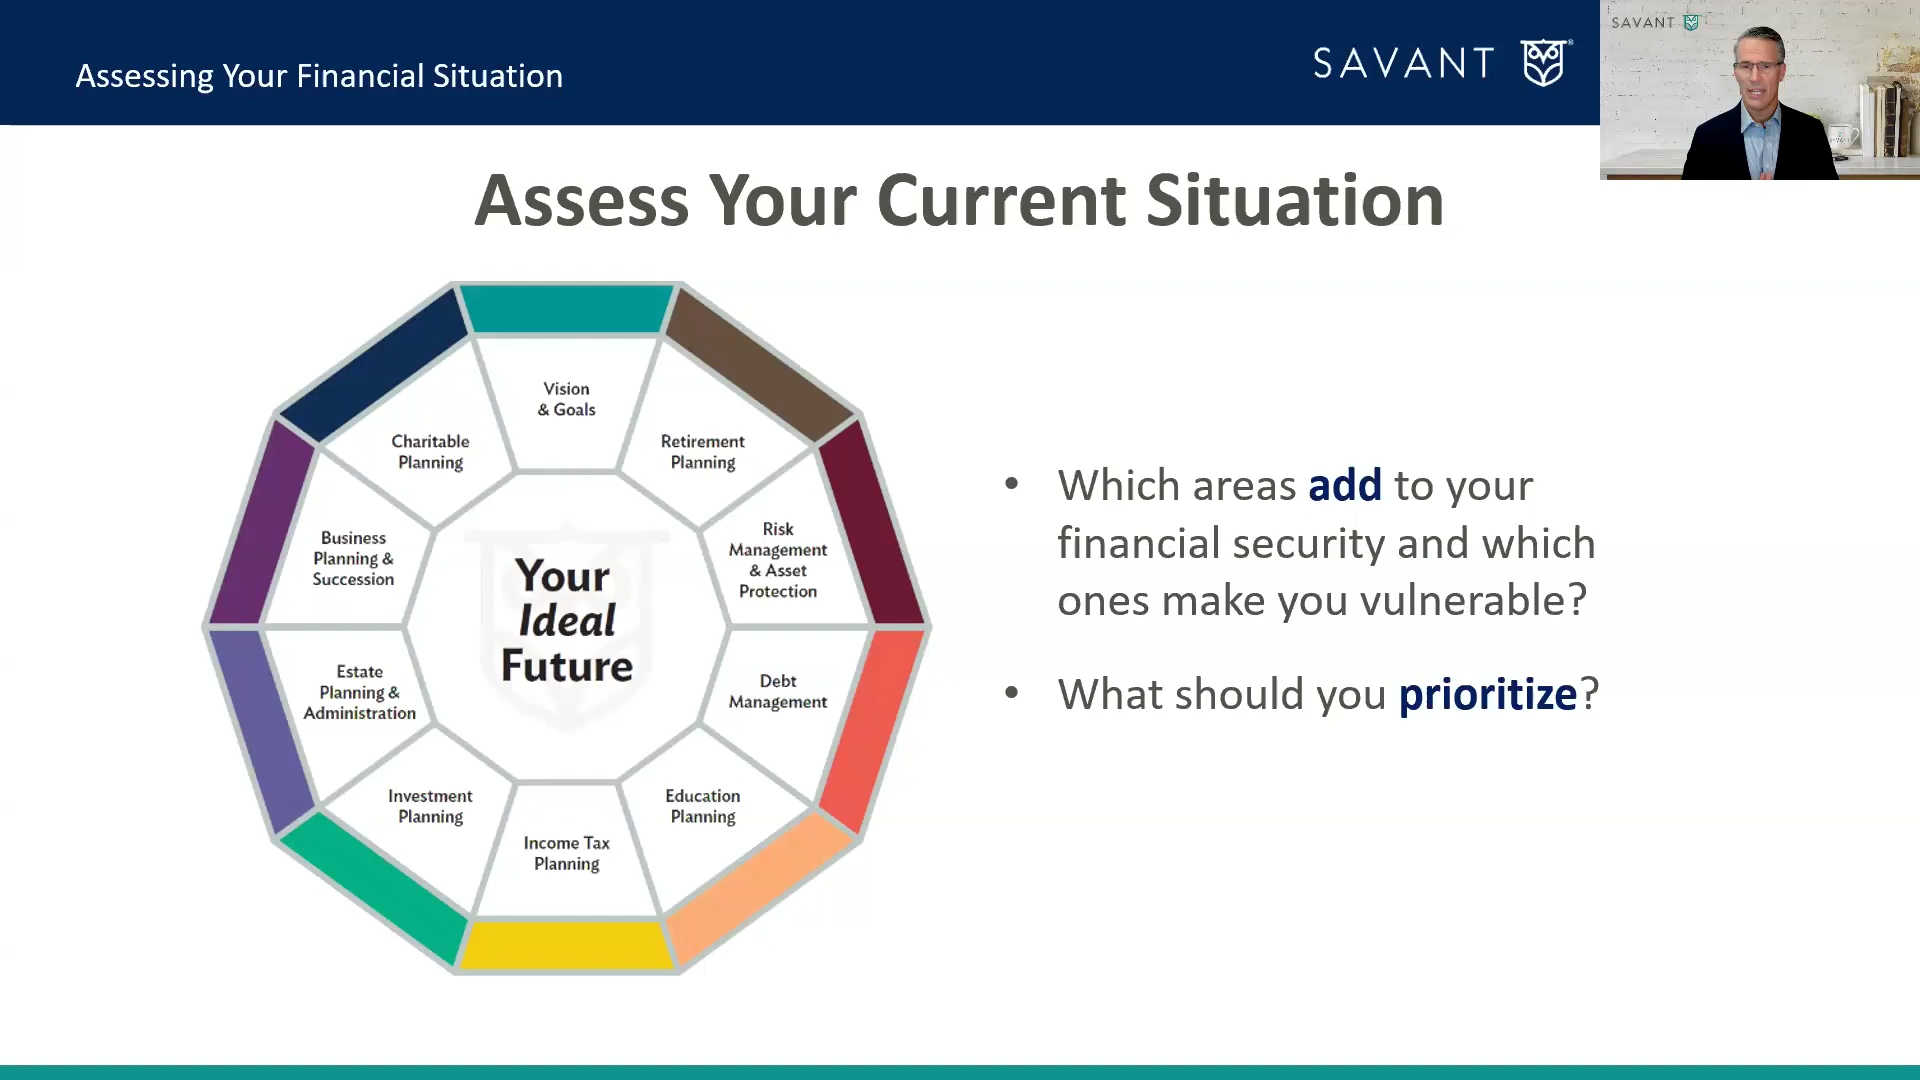 Assessing Your Financial Situation
SAVANT
SAVANT
Assess Your Current Situation
Vision
& Goals
Retirement
Planning
Risk
Management
& Asset
Protection
Debt
Management
Education
Planning
Income Tax
Planning
Investment
Planning
Estate
Planning &
Administration
Business
Planning &
Succession
Charitable
Planning
Your
Ideal
Future
• Which areas add to your
financial security and which
ones make you vulnerable?
• What should you prioritize?